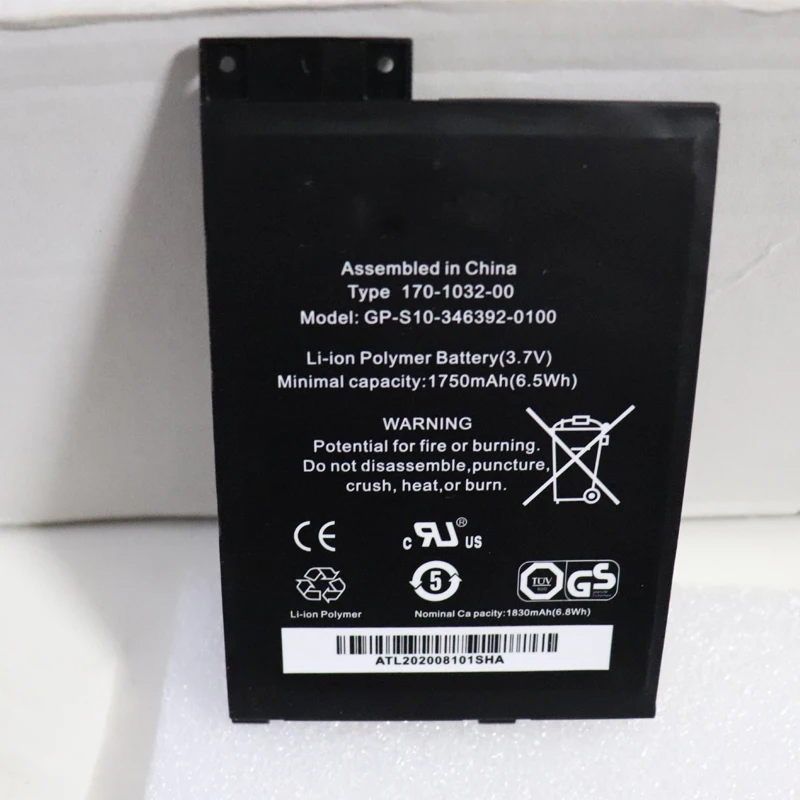 Assembled in China
Type 170-1032-00
Model: GP-S10-346392-0100
Li-ion Polymer Battery(3.7V)
Minimal capacity:1750mAh(6.5Wh)
WARNING
Potential for fire or burning.
Do not disassemble,puncture,
crush, heat,or burn.
CE
c RU® US
5
TÜV
GS
Li-ion Polymer
Nominal Ca pacity:1830mAh(6.8Wh)
ATL202008101SHA